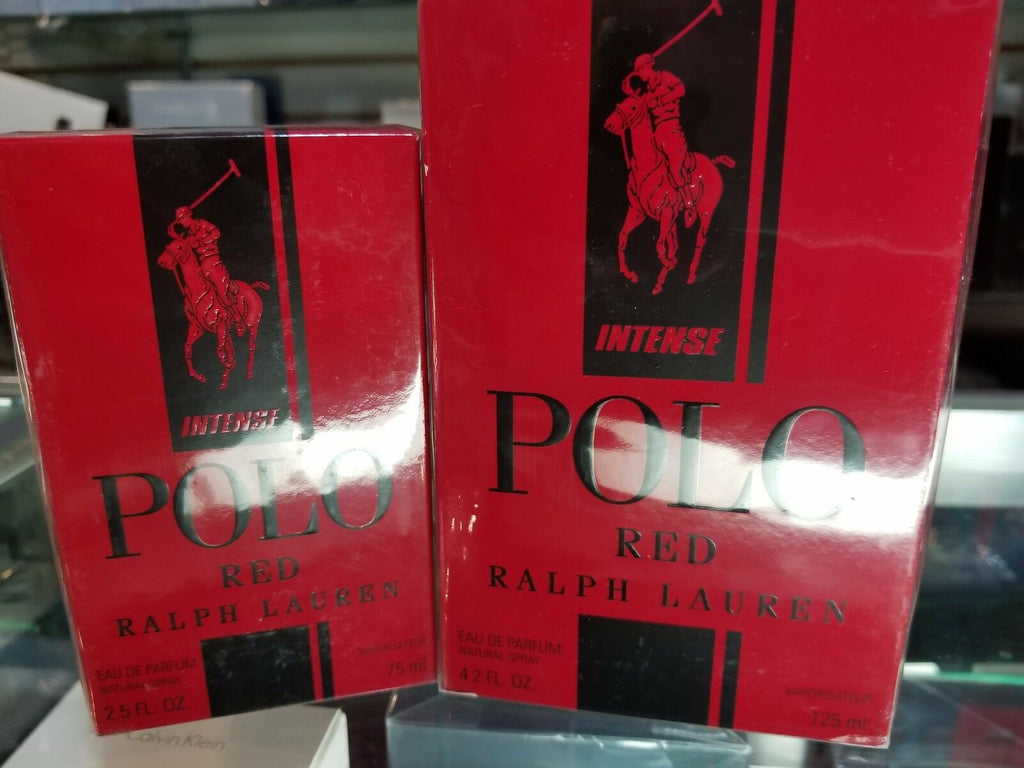 INTENSE
POLO
RED
RALPH LAUREN
EAU DE PARFUM
NATURAL SPRAY
2.5 FL. OZ.
VAPORISATEUR
75 ml
INTENSE
POLO
RED
RALPH LAUREN
EAU DE PARFUM
NATURAL SPRAY
4.2 FL. OZ.
VAPORISATEUR
125 ml
Calvin Klein